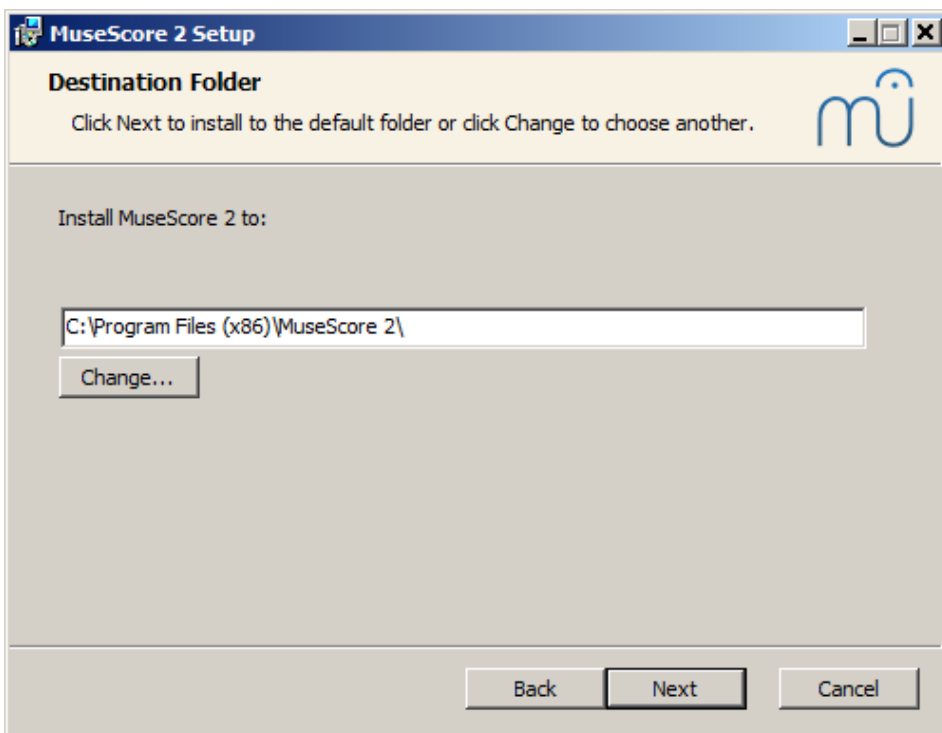 MuseScore 2 Setup
Destination Folder
Click Next to install to the default folder or click Change to choose another.
mu
Install MuseScore 2 to:
C:\Program Files (x86)\MuseScore 2\
Change...
Back Next Cancel